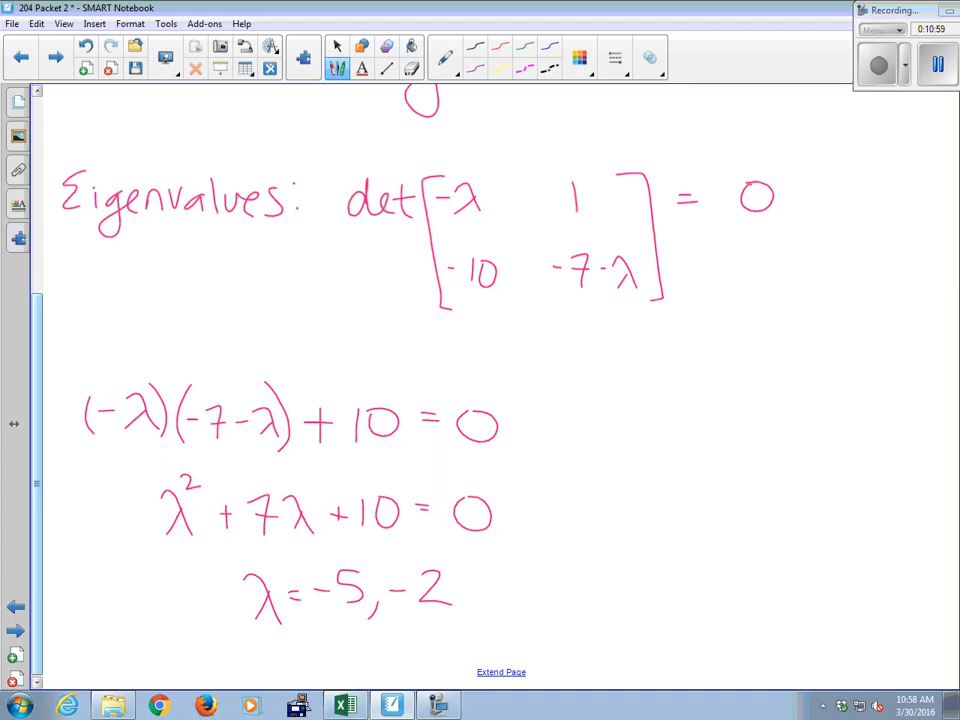 204 Packet 2 * - SMART Notebook
Recording...
File Edit View Insert Format Tools Add-ons Help
Menu
0:10:59
y
Eigenvalues: det [ -λ 1 ] = 0
[ -10 -7-λ ]
(-λ)(-7-λ) + 10 = 0
λ² + 7λ + 10 = 0
λ = -5, -2
Extend Page
10:58 AM
3/30/2016